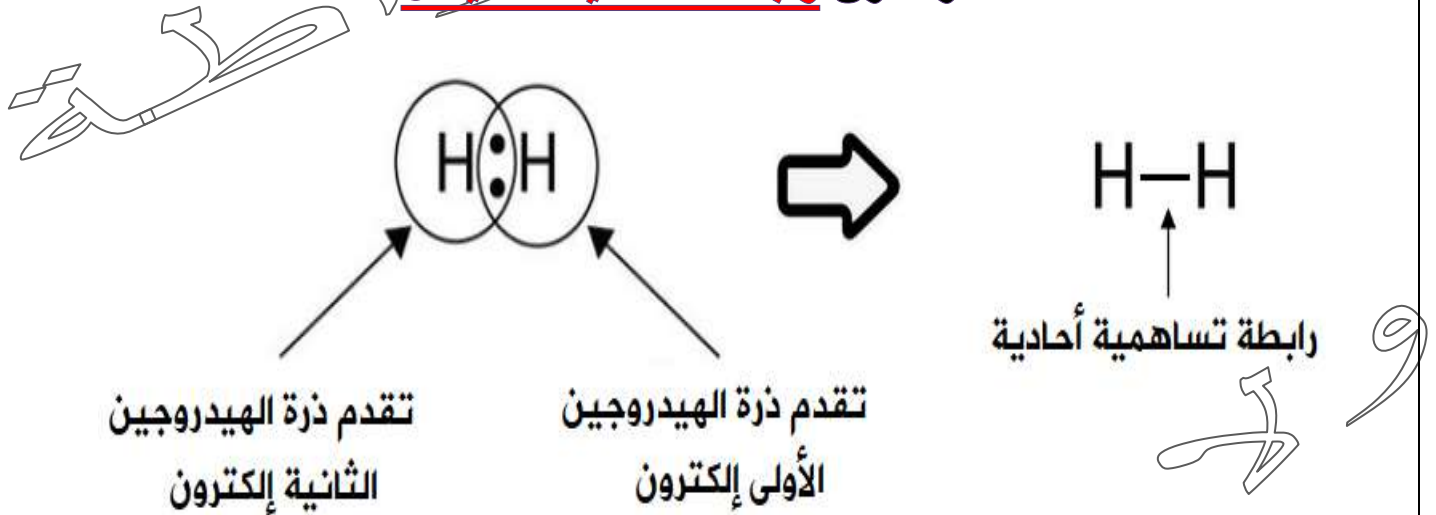 H : H
H—H
رابطة تساهمية أحادية
تقدم ذرة الهيدروجين
الأولى إلكترون
تقدم ذرة الهيدروجين
الثانية إلكترون